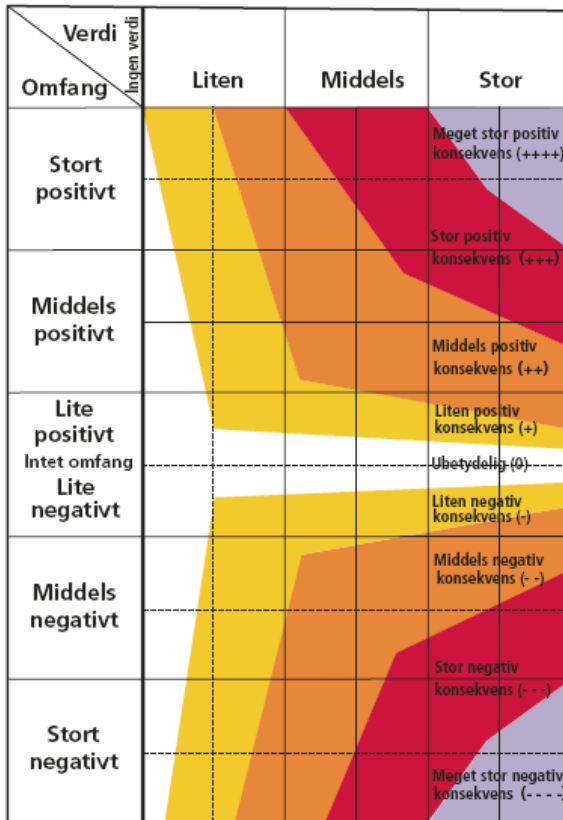 Verdi
Omfang
Ingen verdi
Liten
Middels
Stor
Stort
positivt
Meget stor positiv
konsekvens (++++)
Stor positiv
konsekvens (+++)
Middels
positivt
Middels positiv
konsekvens (++)
Lite
positivt
Liten positiv
konsekvens (+)
Intet omfang
Ubetydelig (0)
Lite
negativt
Liten negativ
konsekvens (-)
Middels
negativt
Middels negativ
konsekvens (- -)
Stor negativ
konsekvens (- - -)
Stort
negativt
Meget stor negativ
konsekvens (- - - -)